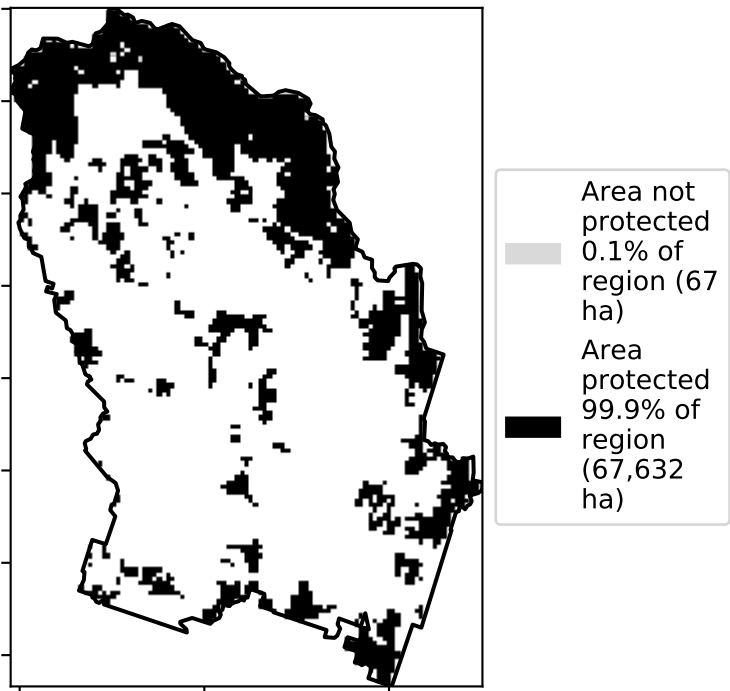 Area not
protected
0.1% of
region (67
ha)
Area
protected
99.9% of
region
(67,632
ha)